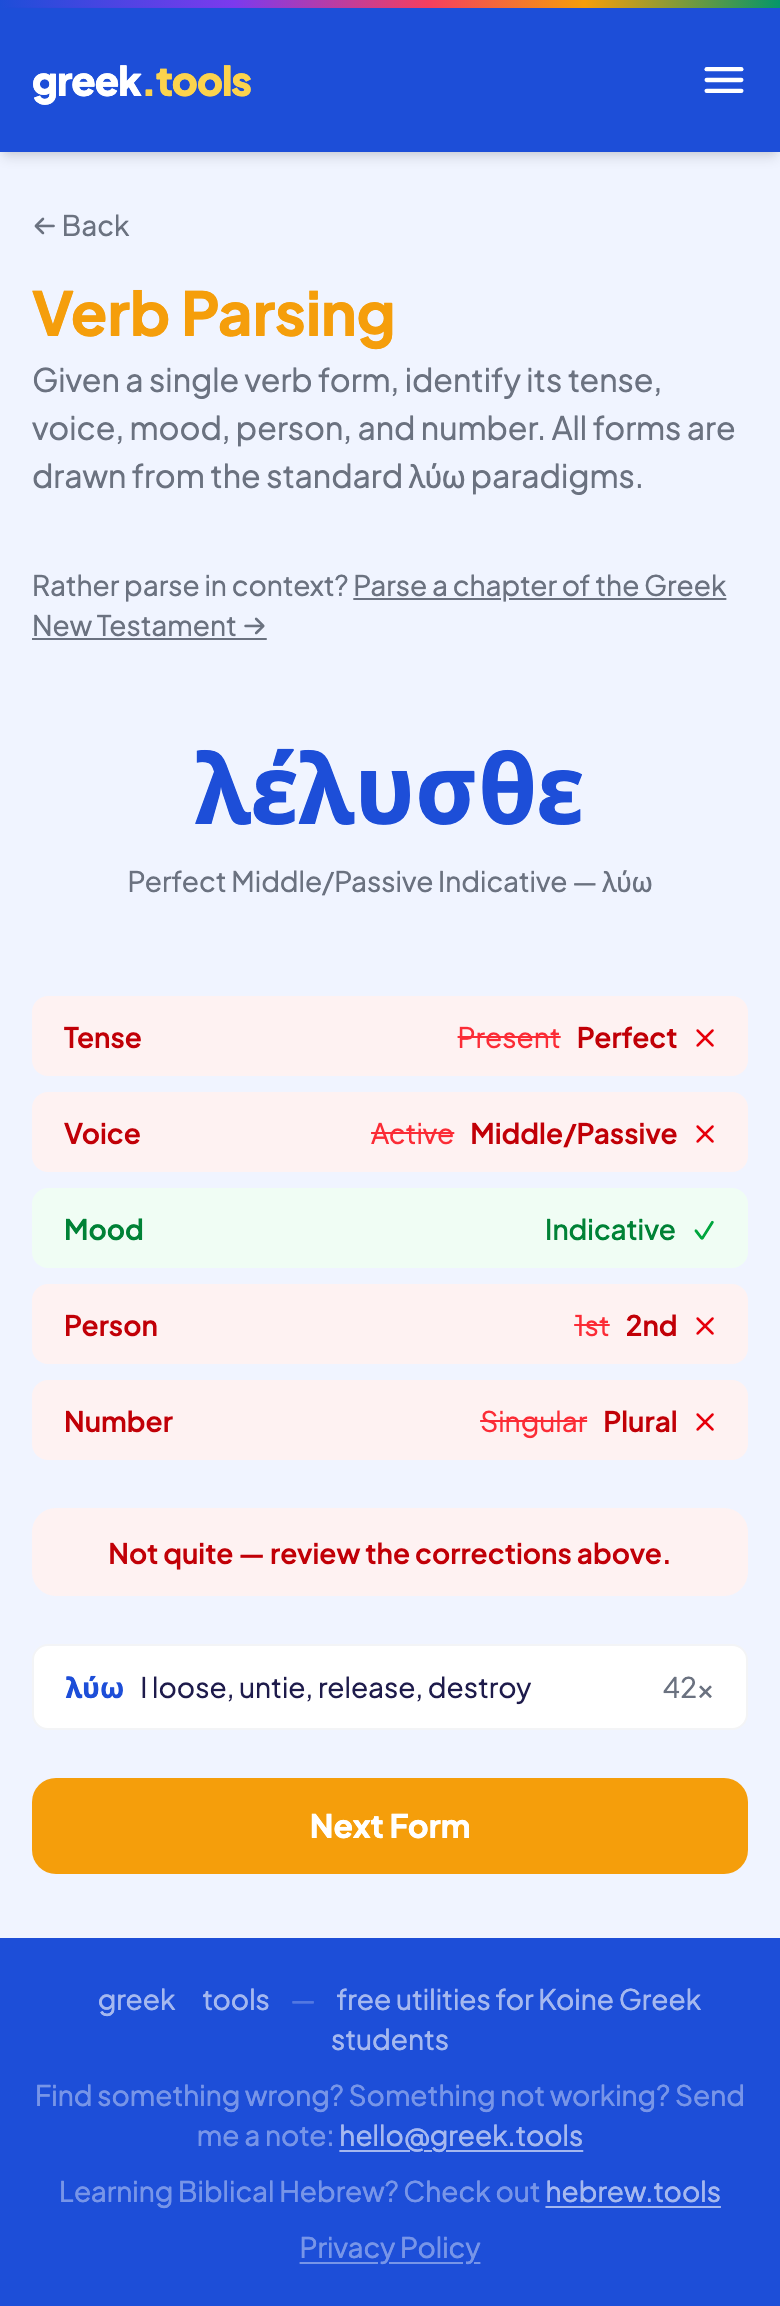 greek.tools
← Back
Verb Parsing
Given a single verb form, identify its tense,
voice, mood, person, and number. All forms are
drawn from the standard λύω paradigms.
Rather parse in context? Parse a chapter of the Greek
New Testament →
λέλυσθε
Perfect Middle/Passive Indicative — λύω
Tense Present Perfect ×
Voice Active Middle/Passive ×
Mood Indicative ✓
Person 1st 2nd ×
Number Singular Plural ×
Not quite — review the corrections above.
λύω I loose, untie, release, destroy 42×
Next Form
greek tools — free utilities for Koine Greek
students
Find something wrong? Something not working? Send
me a note: hello@greek.tools
Learning Biblical Hebrew? Check out hebrew.tools
Privacy Policy